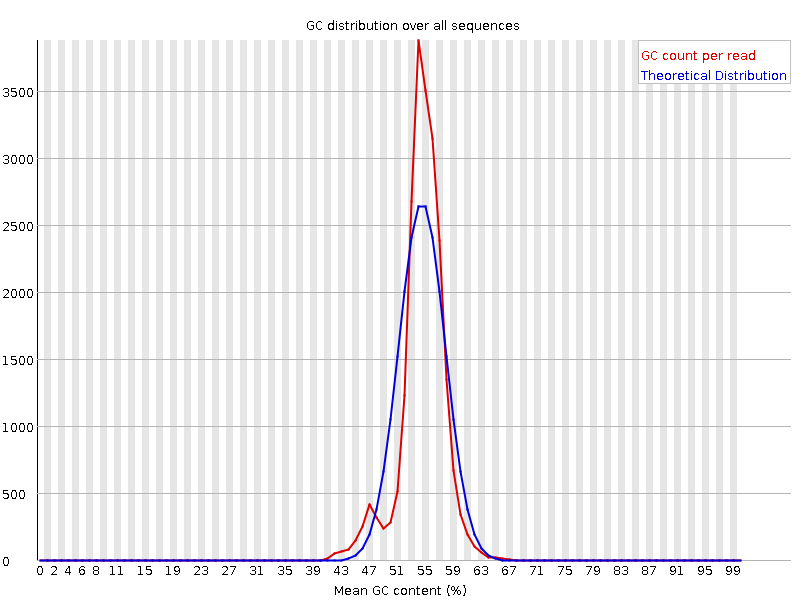 GC distribution over all sequences
GC count per read
Theoretical Distribution
3500
3000
2500
2000
1500
1000
500
0
0 2 4 6 8 11 15 19 23 27 31 35 39 43 47 51 55 59 63 67 71 75 79 83 87 91 95 99
Mean GC content (%)